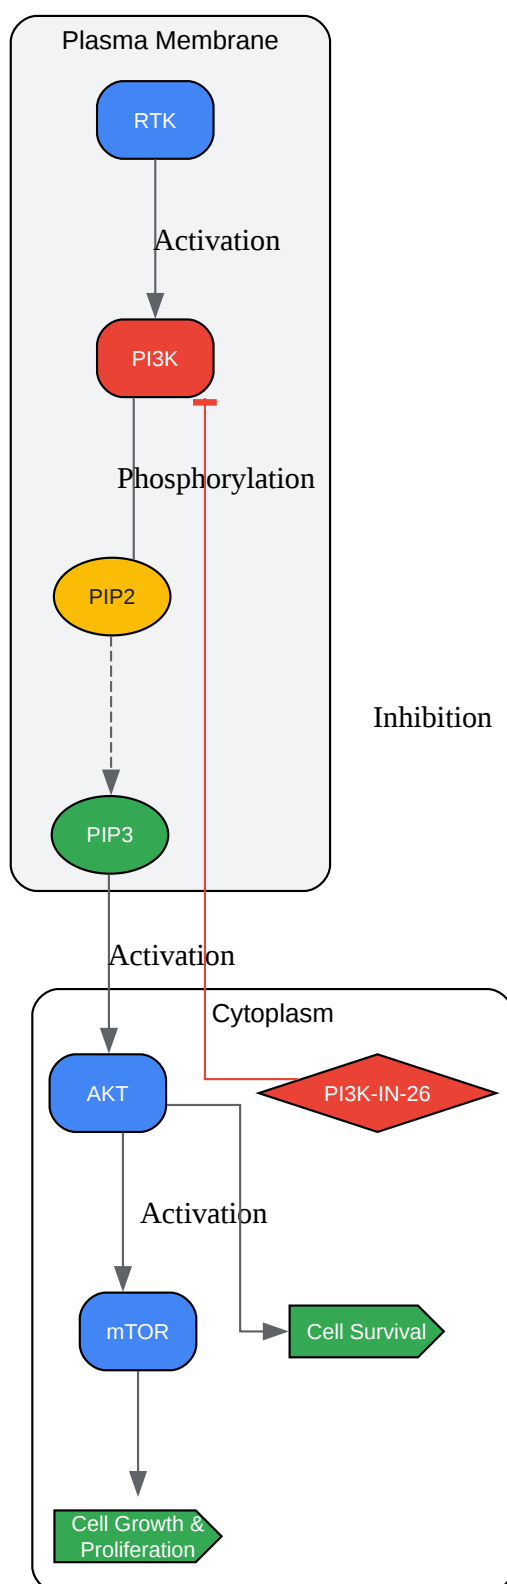 Plasma Membrane
RTK
Activation
PI3K
Phosphorylation
PIP2
Inhibition
PIP3
Activation
Cytoplasm
AKT
PI3K-IN-26
Activation
mTOR
Cell Survival
Cell Growth &
Proliferation